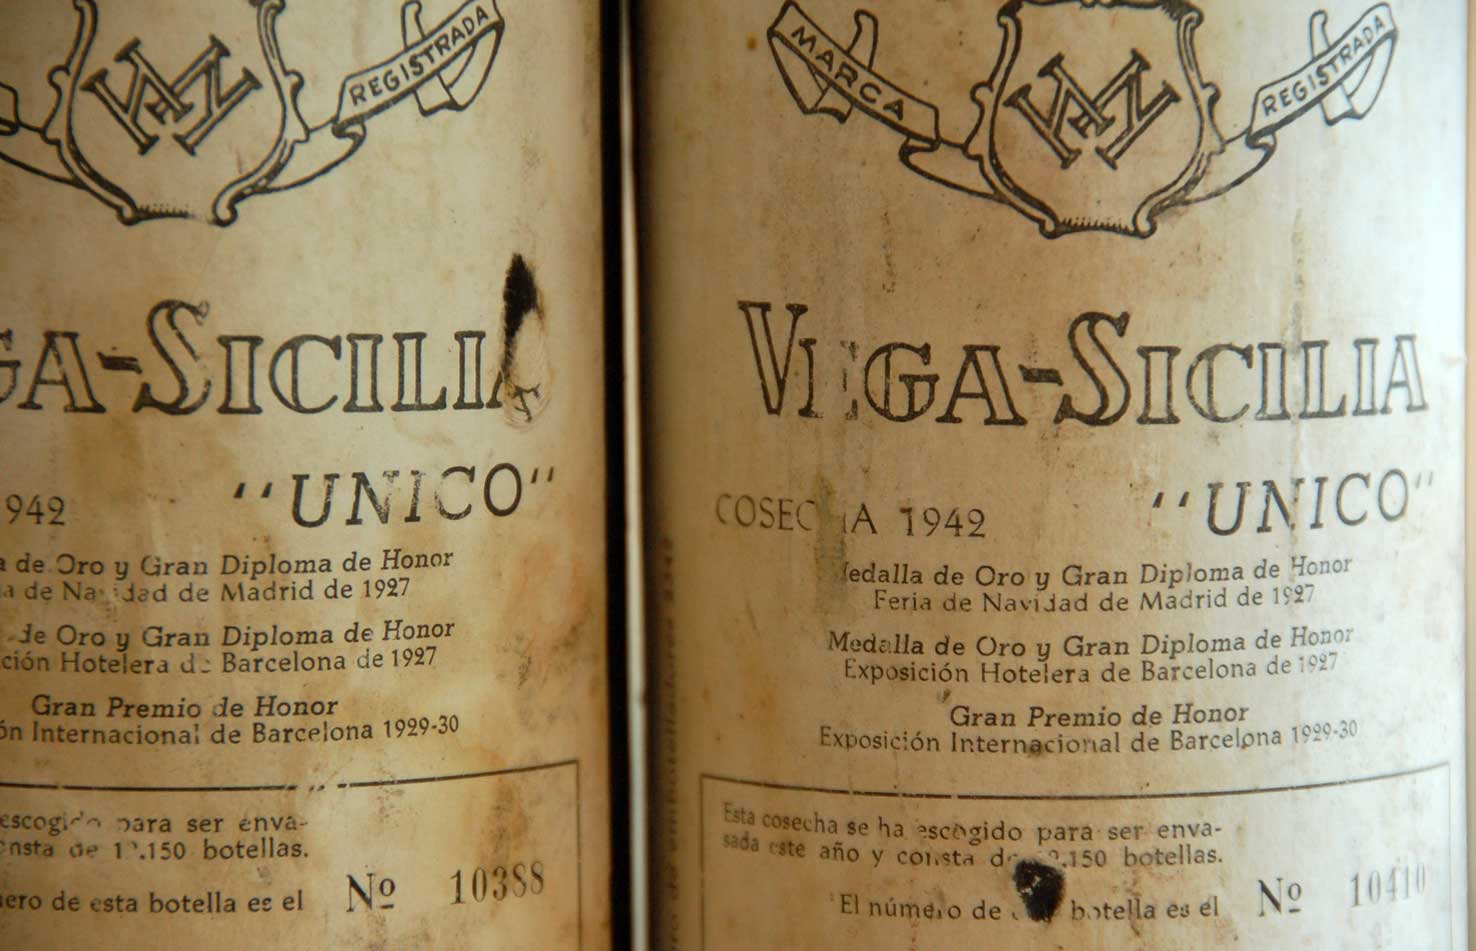 REGISTRADA
SICILIA
1942 "UNICO"
de Oro y Gran Diploma de Honor
de Navidad de Madrid de 1927
de Oro y Gran Diploma de Honor
Hotelera de Barcelona de 1927
Gran Premio de Honor
Internacional de Barcelona 1929-30
escogido para ser enva-
botellas.
de esta botella es el Nº 10388
MARCA REGISTRADA
VEGA-SICILIA
COSECHA 1942 "UNICO"
Medalla de Oro y Gran Diploma de Honor
Feria de Navidad de Madrid de 1927
Medalla de Oro y Gran Diploma de Honor
Exposición Hotelera de Barcelona de 1927
Gran Premio de Honor
Exposición Internacional de Barcelona 1929-30
Esta cosecha se ha escogido para ser enva-
sada este año y consta de botellas.
El número de botella es el Nº 10410